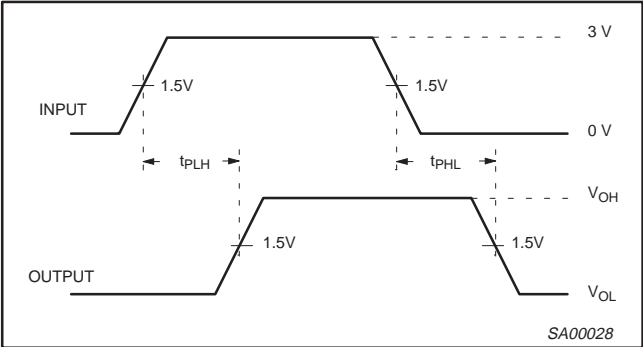 3 V
1.5V
1.5V
INPUT
0 V
tPLH
tPHL
VOH
1.5V
1.5V
OUTPUT
VOL
SA00028